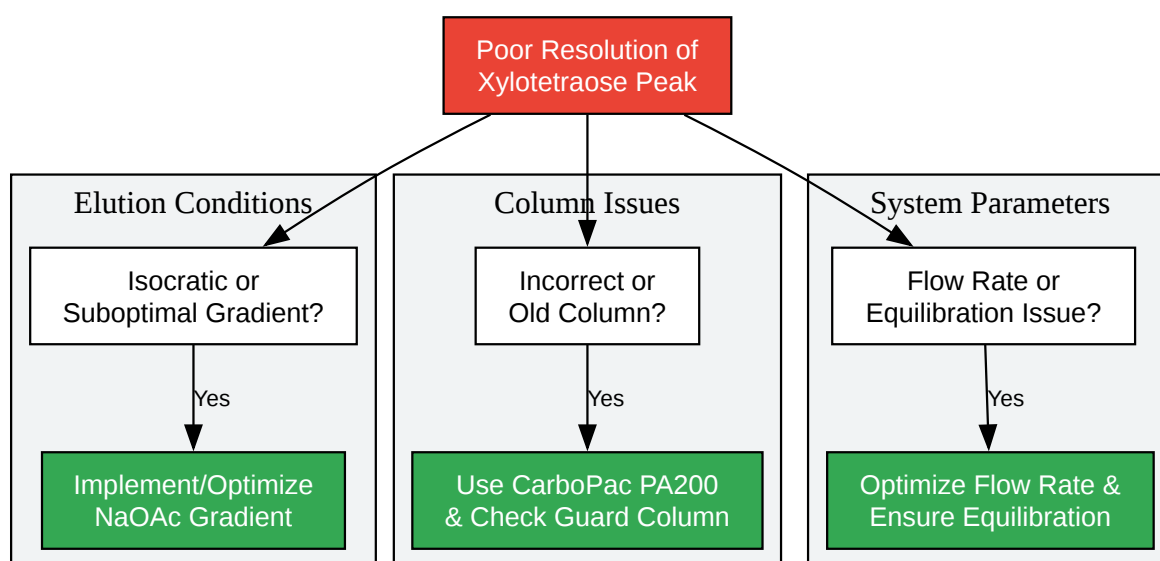 Poor Resolution of
Xylotetraose Peak
Elution Conditions
Isocratic or
Suboptimal Gradient?
Yes
Implement/Optimize
NaOAc Gradient
Column Issues
Incorrect or
Old Column?
Yes
Use CarboPac PA200
& Check Guard Column
System Parameters
Flow Rate or
Equilibration Issue?
Yes
Optimize Flow Rate &
Ensure Equilibration